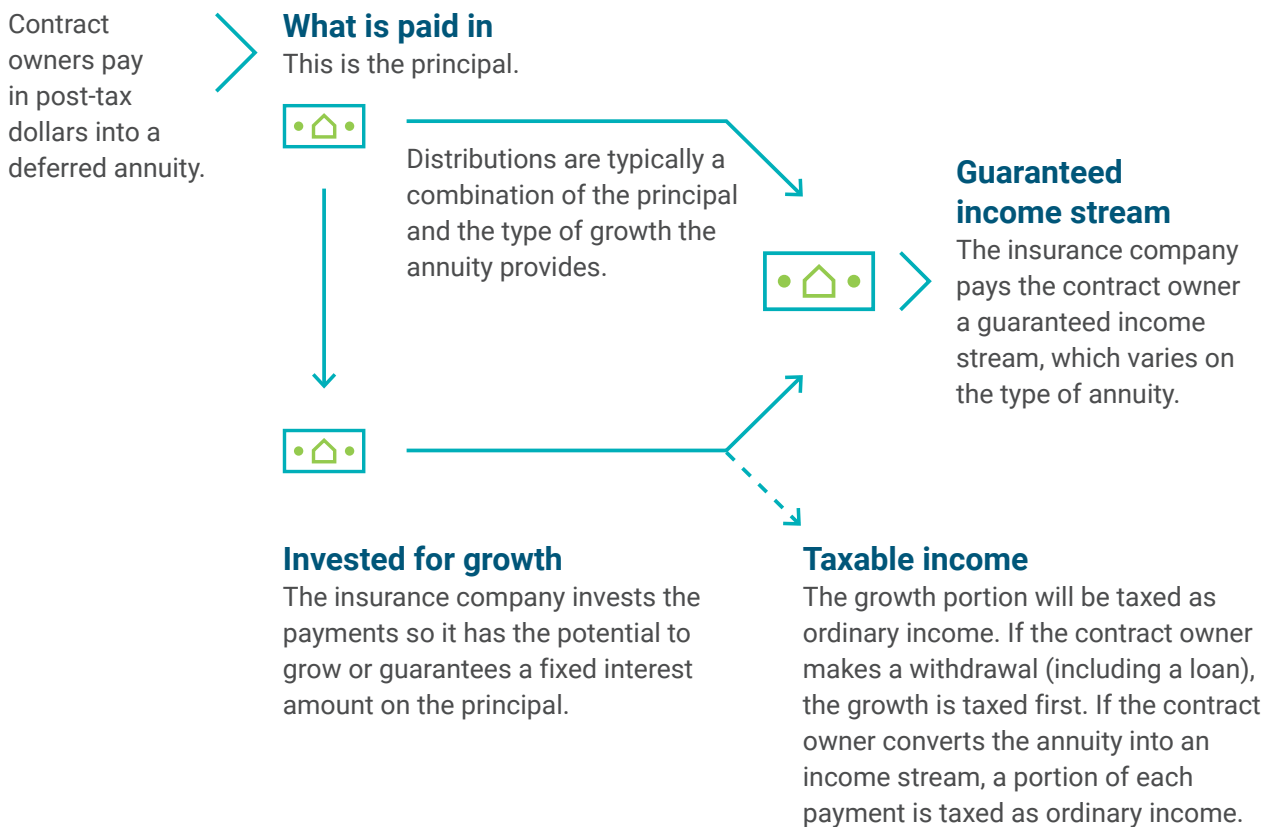 Contract
owners pay
in post-tax
dollars into a
deferred annuity.
What is paid in
This is the principal.
Distributions are typically a
combination of the principal
and the type of growth the
annuity provides.
Guaranteed
income stream
The insurance company
pays the contract owner
a guaranteed income
stream, which varies on
the type of annuity.
Invested for growth
The insurance company invests the
payments so it has the potential to
grow or guarantees a fixed interest
amount on the principal.
Taxable income
The growth portion will be taxed as
ordinary income. If the contract owner
makes a withdrawal (including a loan),
the growth is taxed first. If the contract
owner converts the annuity into an
income stream, a portion of each
payment is taxed as ordinary income.